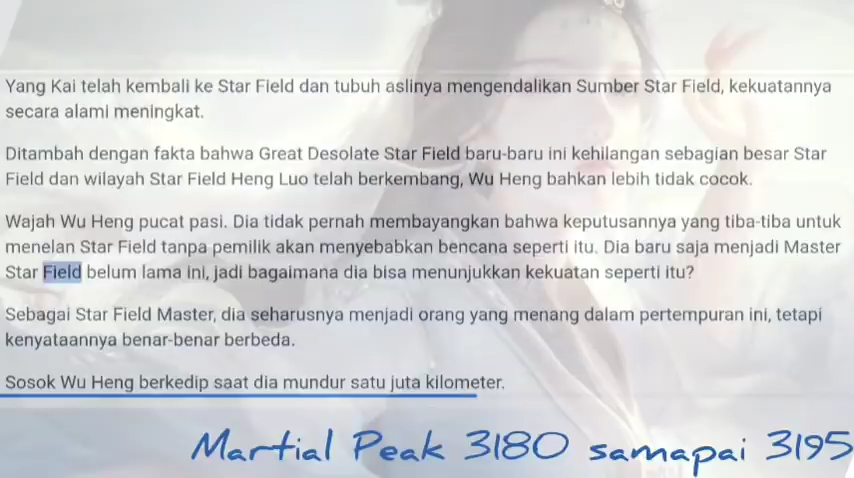 Yang Kai telah kembali ke Star Field dan tubuh aslinya mengendalikan Sumber Star Field, kekuatannya
secara alami meningkat.
Ditambah dengan fakta bahwa Great Desolate Star Field baru-baru ini kehilangan sebagian besar Star
Field dan wilayah Star Field Heng Luo telah berkembang, Wu Heng bahkan lebih tidak cocok.
Wajah Wu Heng pucat pasi. Dia tidak pernah membayangkan bahwa keputusannya yang tiba-tiba untuk
menelan Star Field tanpa pemilik akan menyebabkan bencana seperti itu. Dia baru saja menjadi Master
Star Field belum lama ini, jadi bagaimana dia bisa menunjukkan kekuatan seperti itu?
Sebagai Star Field Master, dia seharusnya menjadi orang yang menang dalam pertempuran ini, tetapi
kenyataannya benar-benar berbeda.
Sosok Wu Heng berkedip saat dia mundur satu juta kilometer.
Martial Peak 3180 samapai 3195